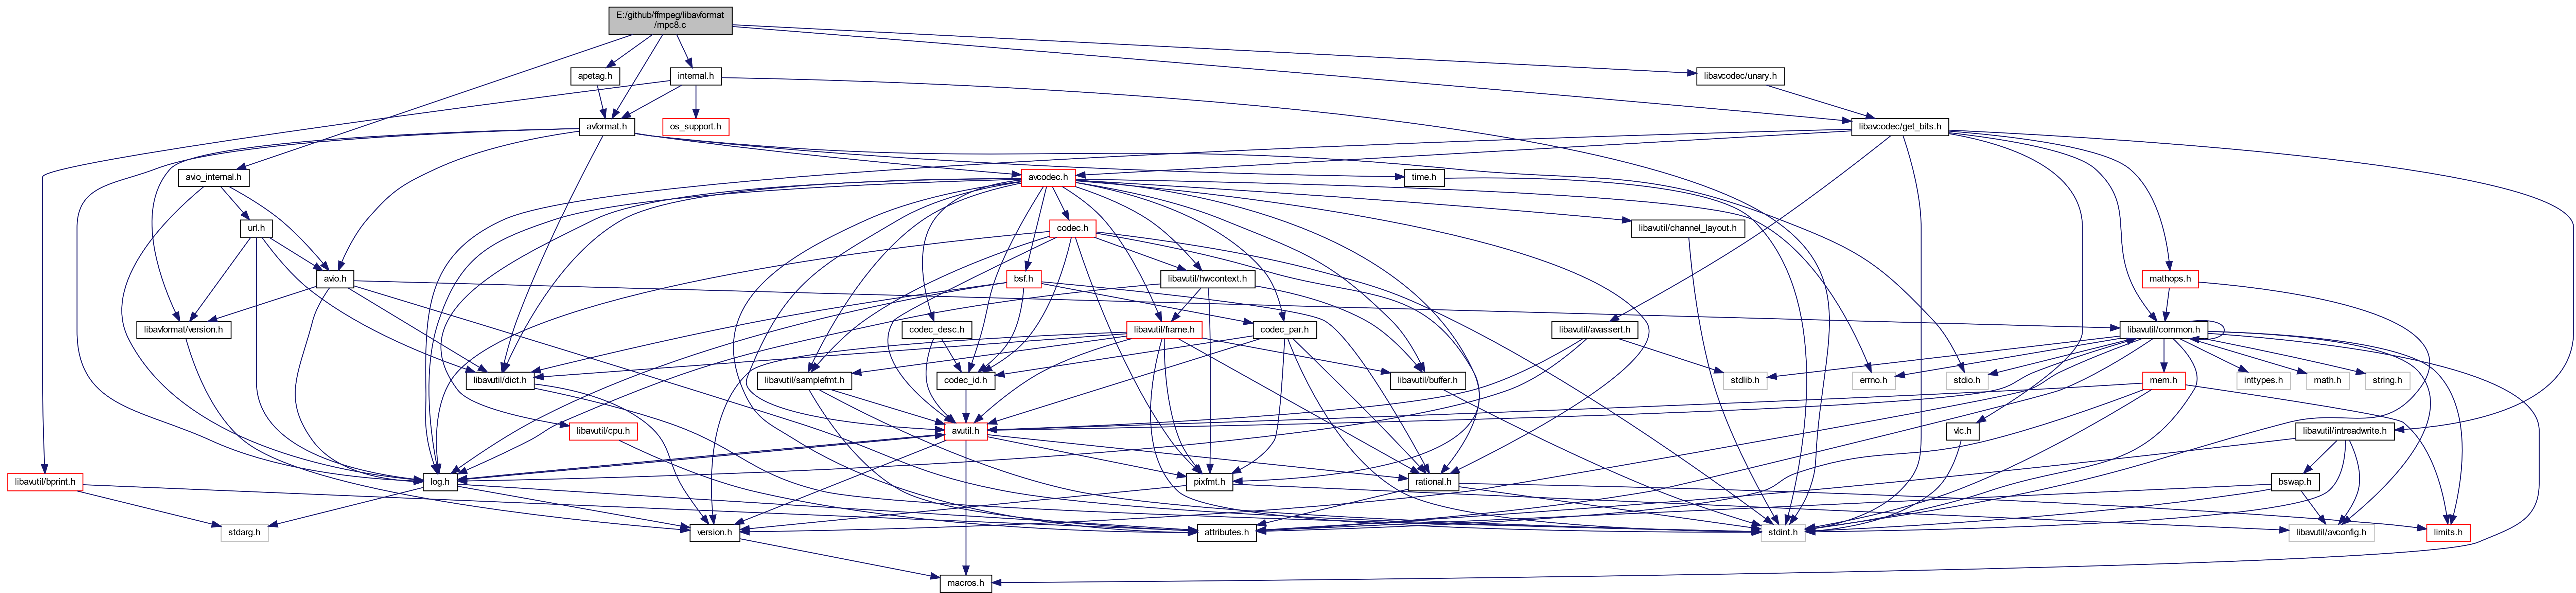 E:/github/ffmpeg/libavformat
/mpc8.c
apetag.h
internal.h
libavcodec/unary.h
avformat.h
os_support.h
libavcodec/get_bits.h
avio_internal.h
avcodec.h
time.h
url.h
codec.h
libavutil/channel_layout.h
avio.h
bsf.h
libavutil/hwcontext.h
mathops.h
libavformat/version.h
codec_desc.h
libavutil/frame.h
codec_par.h
libavutil/avassert.h
libavutil/common.h
libavutil/dict.h
libavutil/samplefmt.h
codec_id.h
libavutil/buffer.h
stdlib.h
errno.h
stdio.h
mem.h
inttypes.h
math.h
string.h
libavutil/cpu.h
avutil.h
vlc.h
libavutil/intreadwrite.h
libavutil/bprint.h
log.h
pixfmt.h
rational.h
bswap.h
stdarg.h
version.h
attributes.h
stdint.h
libavutil/avconfig.h
limits.h
macros.h